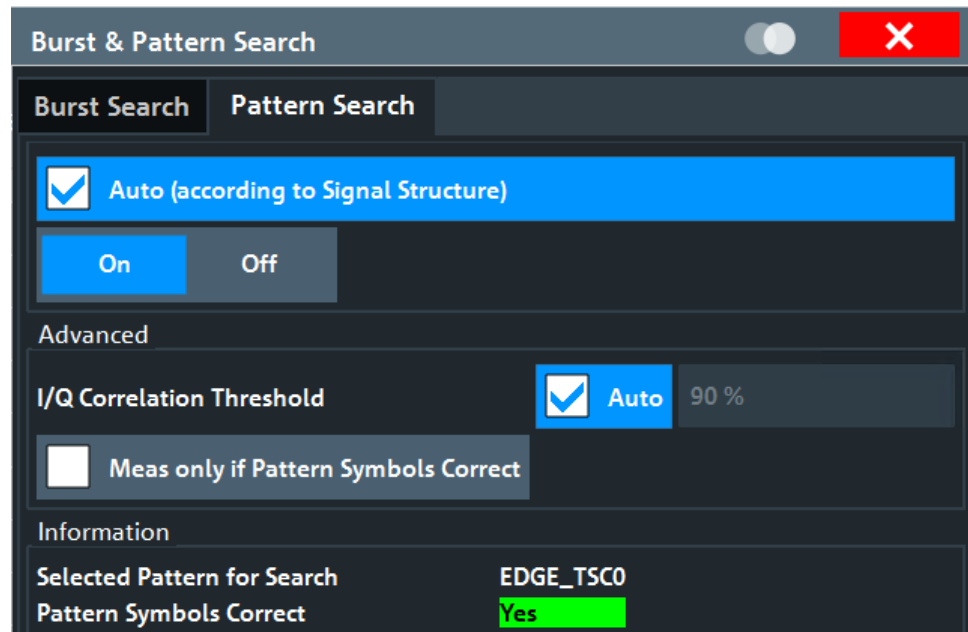 Burst & Pattern Search
Burst Search Pattern Search
Auto (according to Signal Structure)
On Off
Advanced
I/Q Correlation Threshold Auto 90 %
Meas only if Pattern Symbols Correct
Information
Selected Pattern for Search EDGE_TSC0
Pattern Symbols Correct Yes